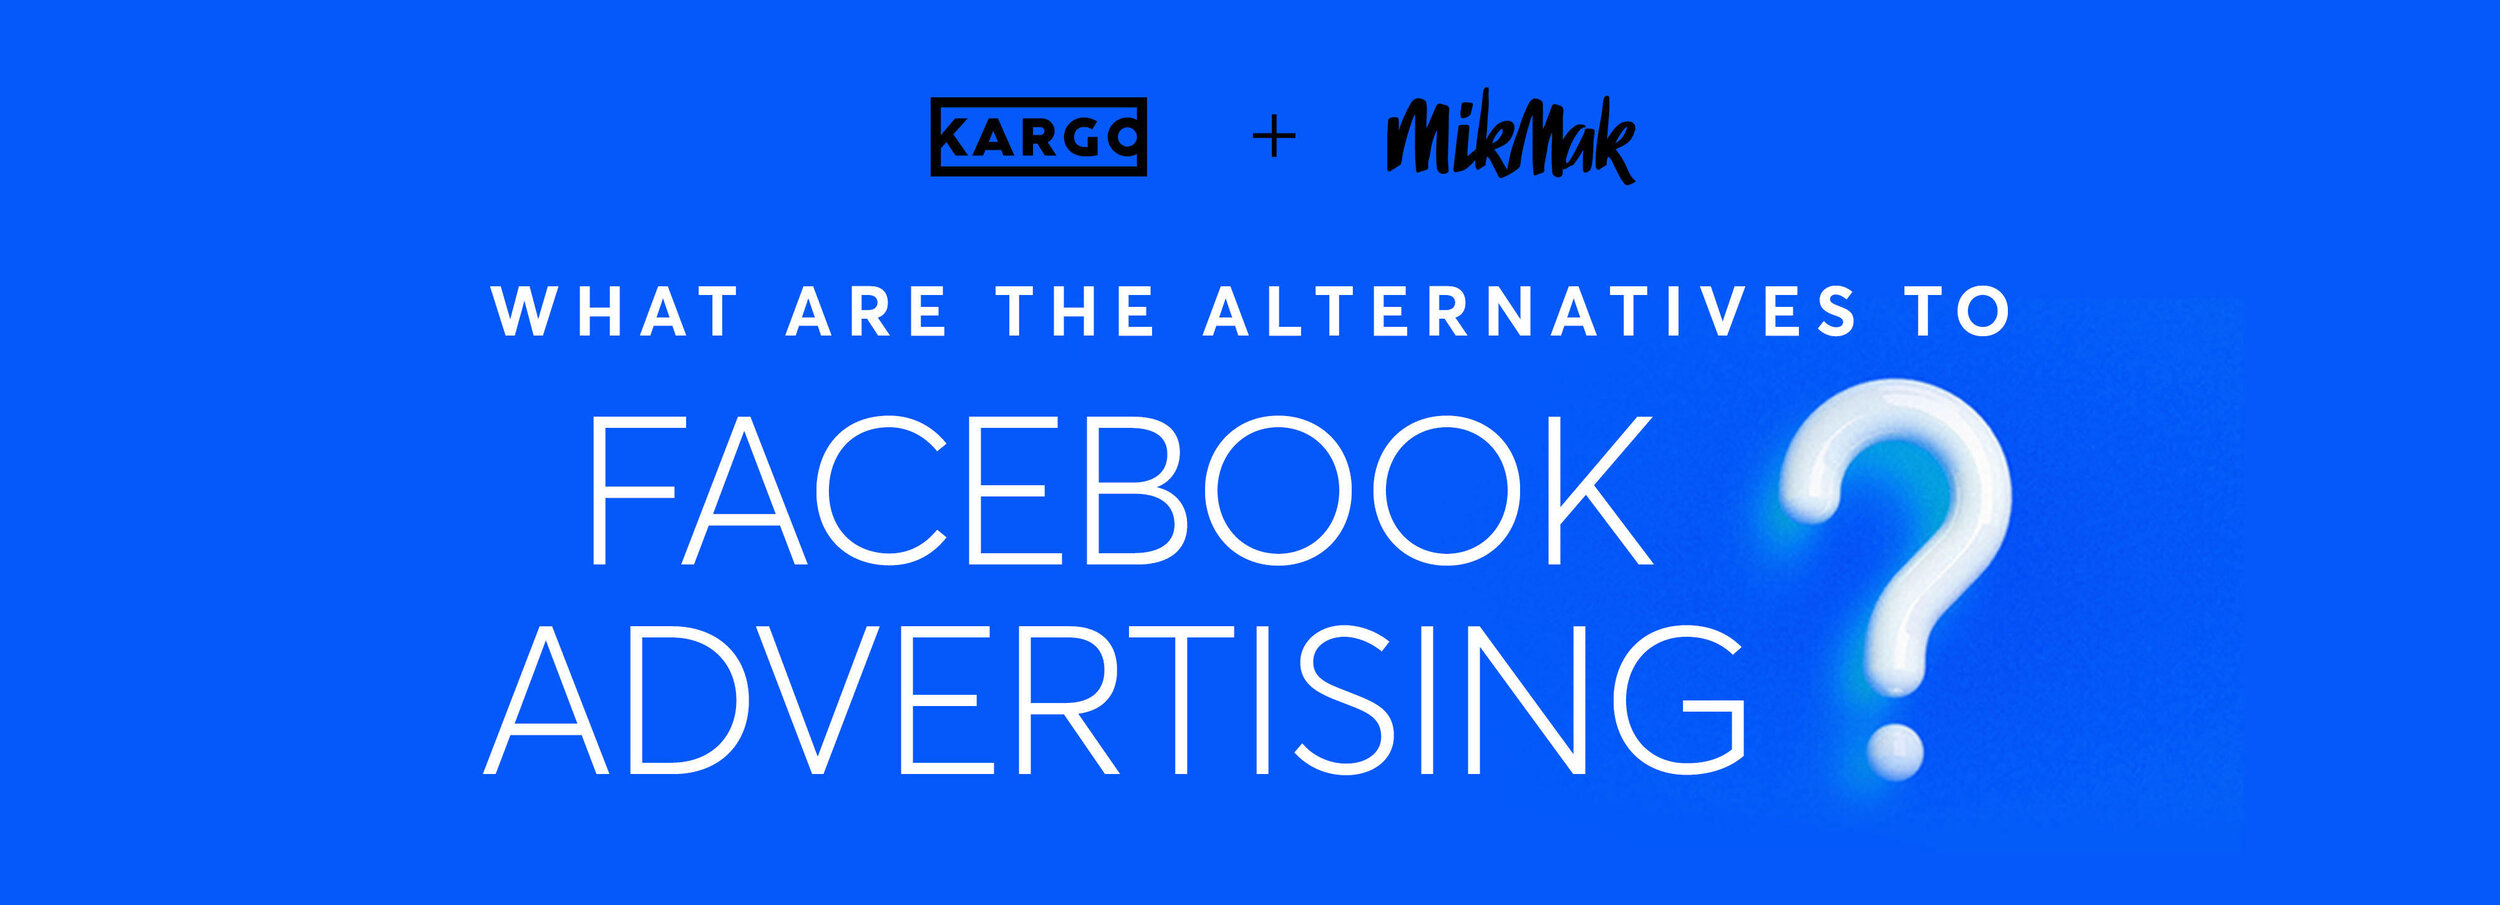 KARGO + MikMak
WHAT ARE THE ALTERNATIVES TO
FACEBOOK
ADVERTISING?